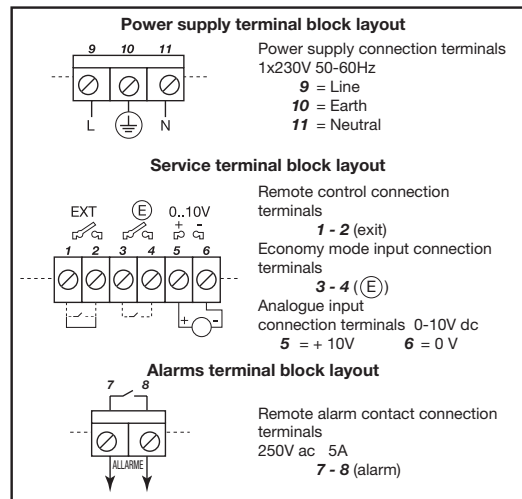 Power supply terminal block layout
9 10 11
L N
Power supply connection terminals
1x230V 50-60Hz
9 = Line
10 = Earth
11 = Neutral
Service terminal block layout
EXT E 0..10V
+ -
1 2 3 4 5 6
+ -
Remote control connection
terminals
1 - 2 (exit)
Economy mode input connection
terminals
3 - 4 (E)
Analogue input
connection terminals 0-10V dc
5 = + 10V 6 = 0 V
Alarms terminal block layout
7 8
ALLARME
Remote alarm contact connection
terminals
250V ac 5A
7 - 8 (alarm)